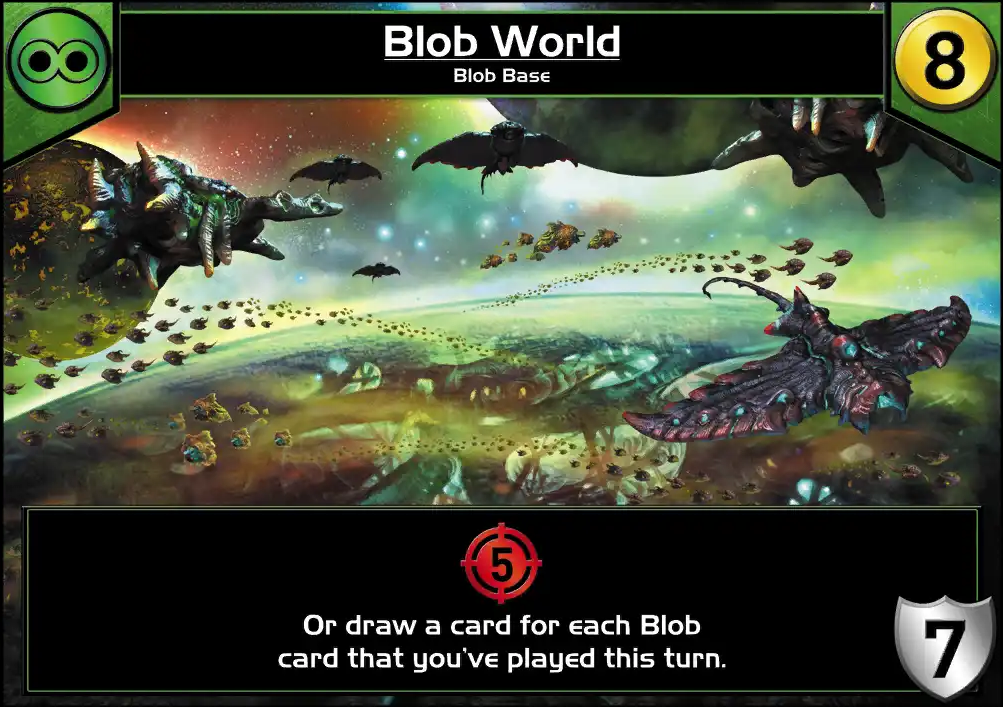 Blob World
8
Blob Base
5
Or draw a card for each Blob
card that you've played this turn.
7